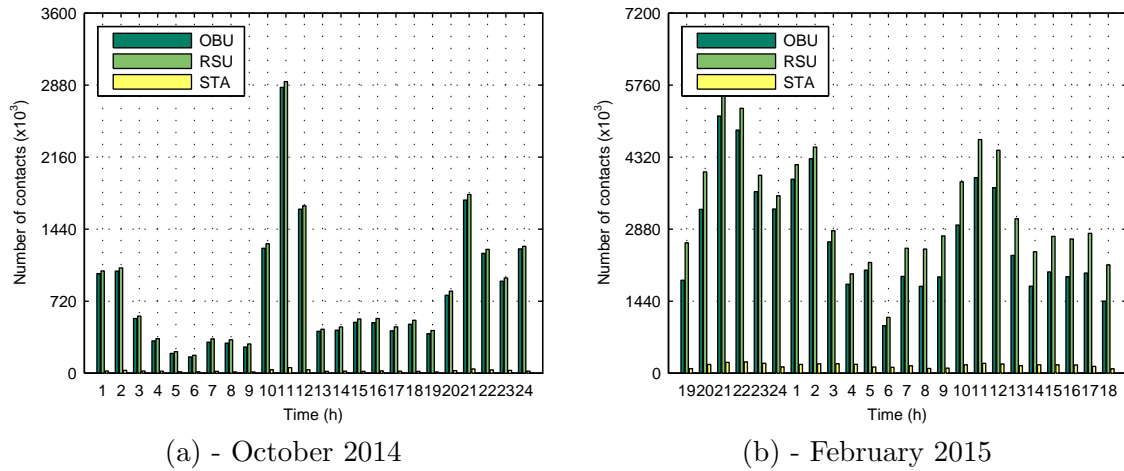 3600
2880
2160
1440
720
0
Number of contacts (x10³)
OBU
RSU
STA
1 2 3 4 5 6 7 8 9 10 11 12 13 14 15 16 17 18 19 20 21 22 23 24
Time (h)
(a) - October 2014
7200
5760
4320
2880
1440
0
Number of contacts (x10³)
OBU
RSU
STA
19 20 21 22 23 24 1 2 3 4 5 6 7 8 9 10 11 12 13 14 15 16 17 18
Time (h)
(b) - February 2015